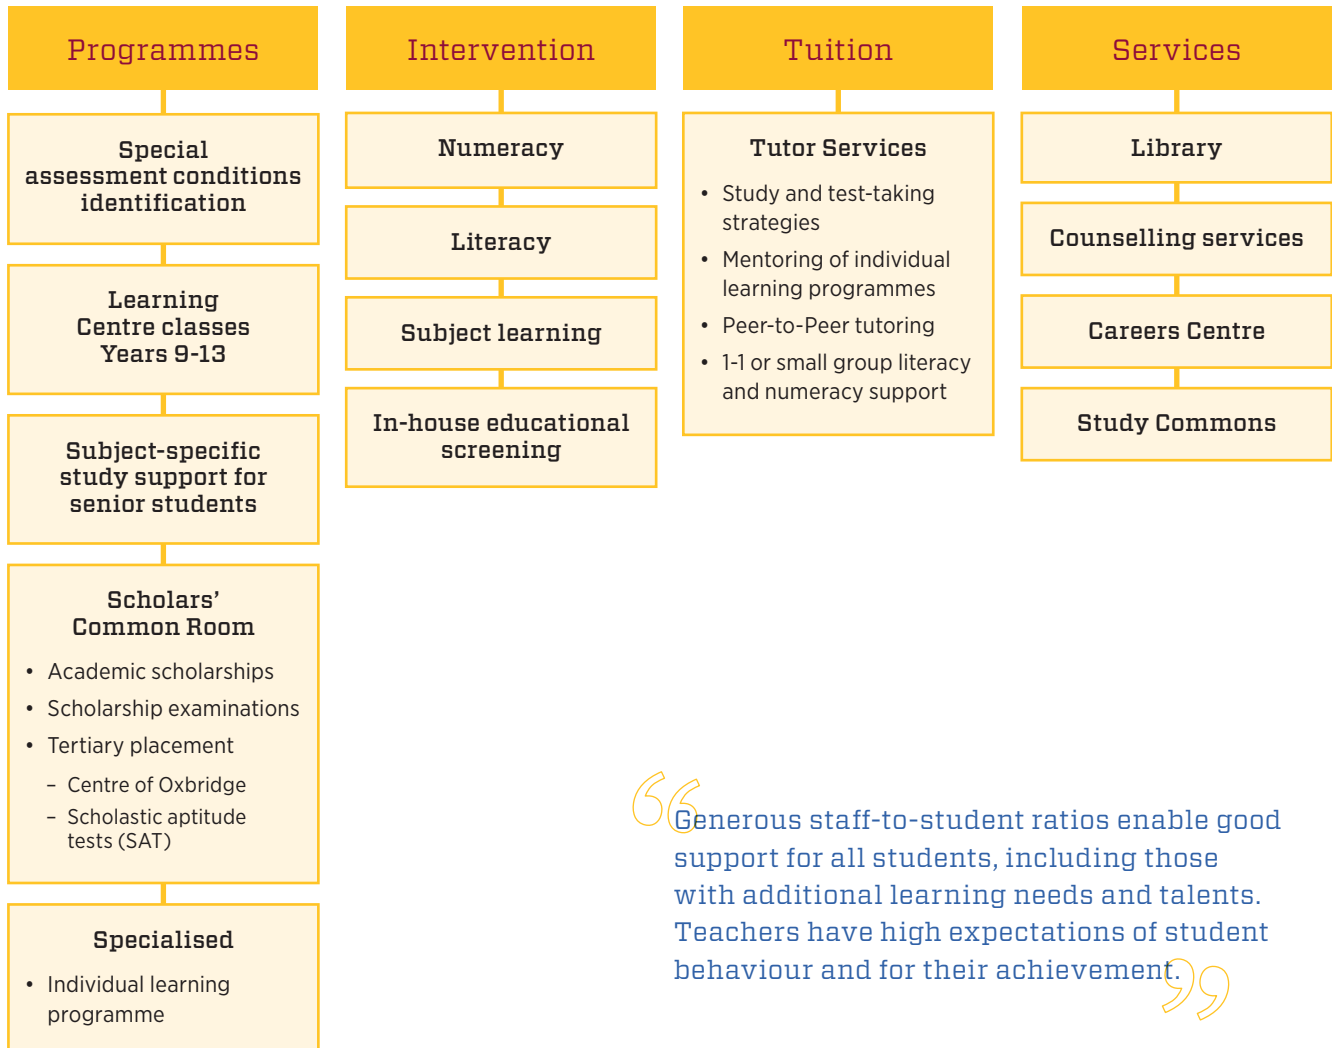 Programmes
Special
assessment conditions
identification
Learning
Centre classes
Years 9-13
Subject-specific
study support for
senior students
Scholars’
Common Room
• Academic scholarships
• Scholarship examinations
• Tertiary placement
– Centre of Oxbridge
– Scholastic aptitude
tests (SAT)
Specialised
• Individual learning
programme
Intervention
Numeracy
Literacy
Subject learning
In-house educational
screening
Tuition
Tutor Services
• Study and test-taking
strategies
• Mentoring of individual
learning programmes
• Peer-to-Peer tutoring
• 1-1 or small group literacy
and numeracy support
Services
Library
Counselling services
Careers Centre
Study Commons
“Generous staff-to-student ratios enable good
support for all students, including those
with additional learning needs and talents.
Teachers have high expectations of student
behaviour and for their achievement.”